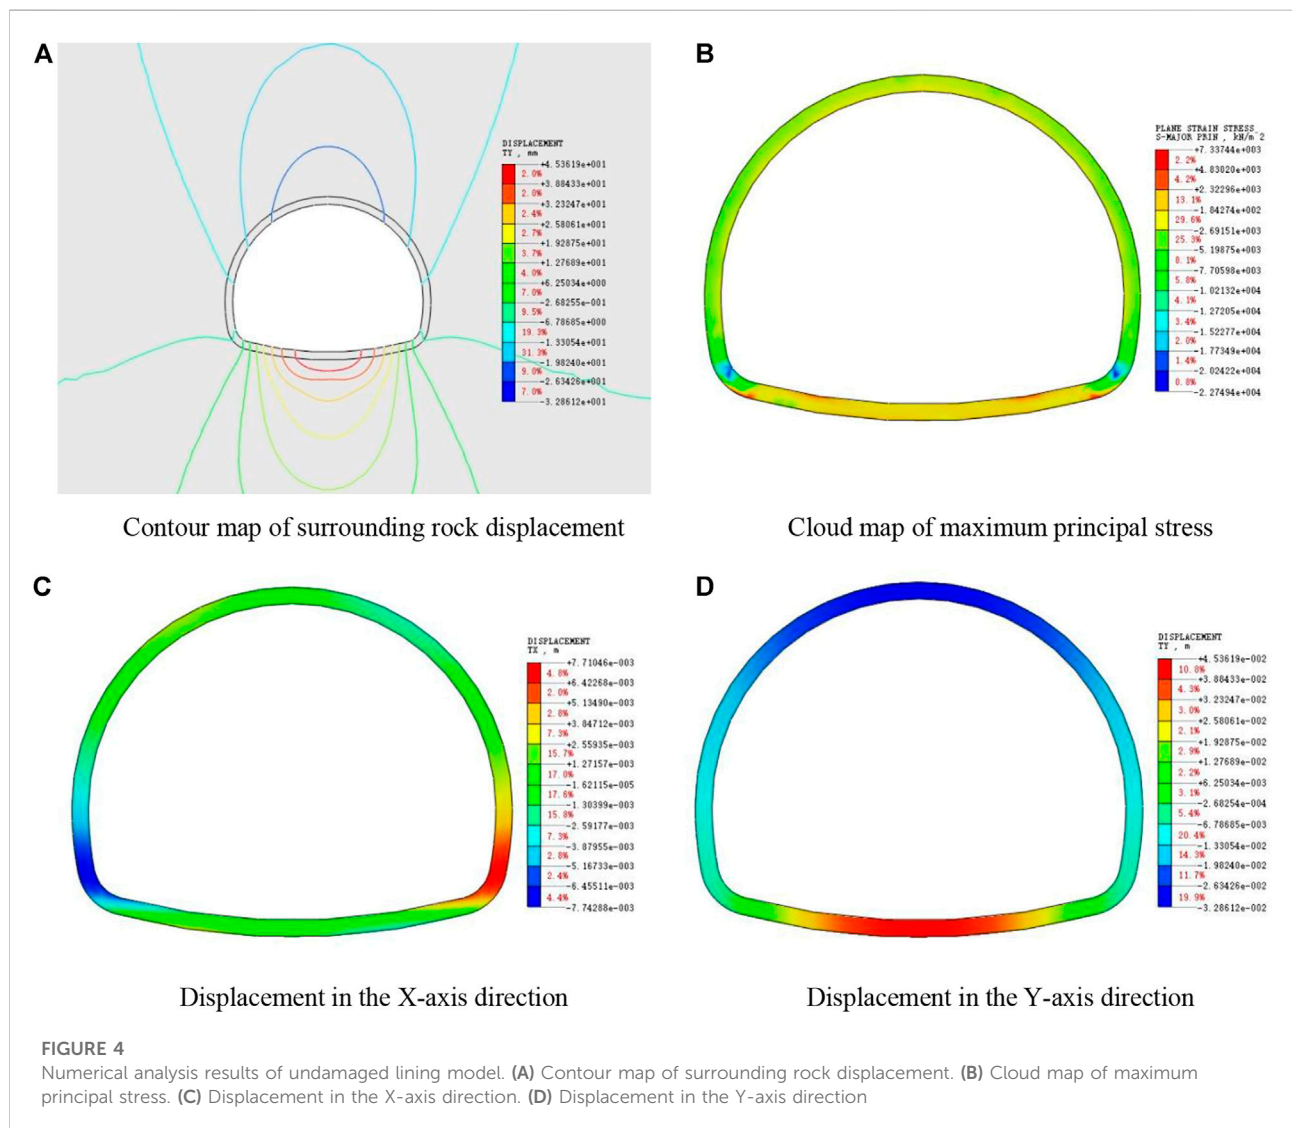 A
DISPLACEMENT
TY , mm
+4.53619e+001
2.0%
+3.88433e+001
2.0%
+3.23247e+001
2.4%
+2.58061e+001
2.7%
+1.92875e+001
3.7%
+1.27689e+001
4.0%
+6.25034e+000
7.0%
-2.68255e-001
9.5%
-6.78685e+000
19.3%
-1.33054e+001
31.3%
-1.98240e+001
9.0%
-2.63426e+001
7.0%
-3.28612e+001
Contour map of surrounding rock displacement
B
PLANE STRAIN STRESS
S-MAJOR PRIN , kN/m^2
+7.33744e+003
2.2%
+4.83020e+003
4.2%
+2.32296e+003
13.1%
-1.84274e+002
29.6%
-2.69151e+003
25.3%
-5.19875e+003
8.1%
-7.70598e+003
5.8%
-1.02132e+004
4.1%
-1.27205e+004
3.4%
-1.52277e+004
2.0%
-1.77349e+004
1.4%
-2.02422e+004
0.8%
-2.27494e+004
Cloud map of maximum principal stress
C
DISPLACEMENT
TX , m
+7.71046e-003
4.8%
+6.42268e-003
2.0%
+5.13490e-003
2.8%
+3.84712e-003
7.3%
+2.55935e-003
15.7%
+1.27157e-003
17.0%
-1.62115e-005
17.6%
-1.30399e-003
15.8%
-2.59177e-003
7.3%
-3.87955e-003
2.8%
-5.16733e-003
2.4%
-6.45511e-003
4.4%
-7.74288e-003
Displacement in the X-axis direction
D
DISPLACEMENT
TY , m
+4.53619e-002
10.8%
+3.88433e-002
4.3%
+3.23247e-002
3.0%
+2.58061e-002
2.1%
+1.92875e-002
2.9%
+1.27689e-002
2.2%
+6.25034e-003
3.1%
-2.68254e-004
5.4%
-6.78685e-003
20.4%
-1.33054e-002
14.3%
-1.98240e-002
11.7%
-2.63426e-002
19.9%
-3.28612e-002
Displacement in the Y-axis direction
FIGURE 4
Numerical analysis results of undamaged lining model. (A) Contour map of surrounding rock displacement. (B) Cloud map of maximum
principal stress. (C) Displacement in the X-axis direction. (D) Displacement in the Y-axis direction